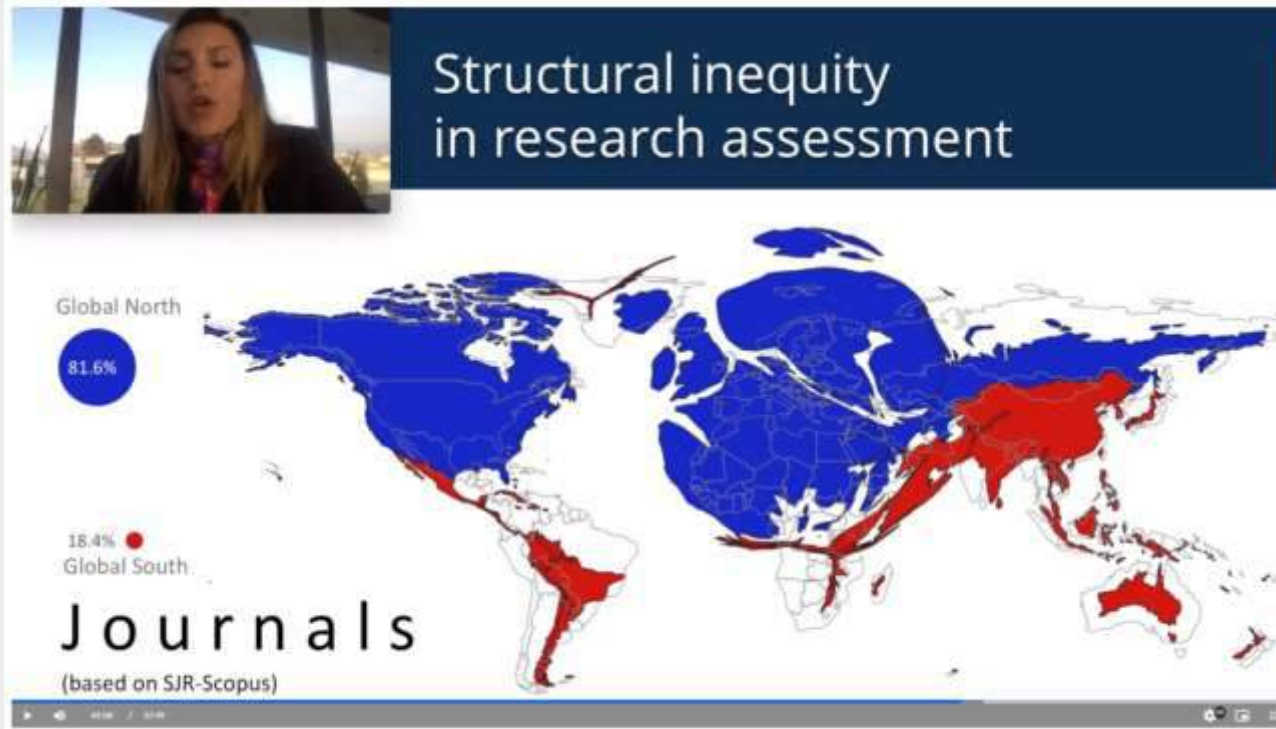 Structural inequity
in research assessment
Global North
81.6%
18.4%
Global South
Journals
(based on SJR-Scopus)